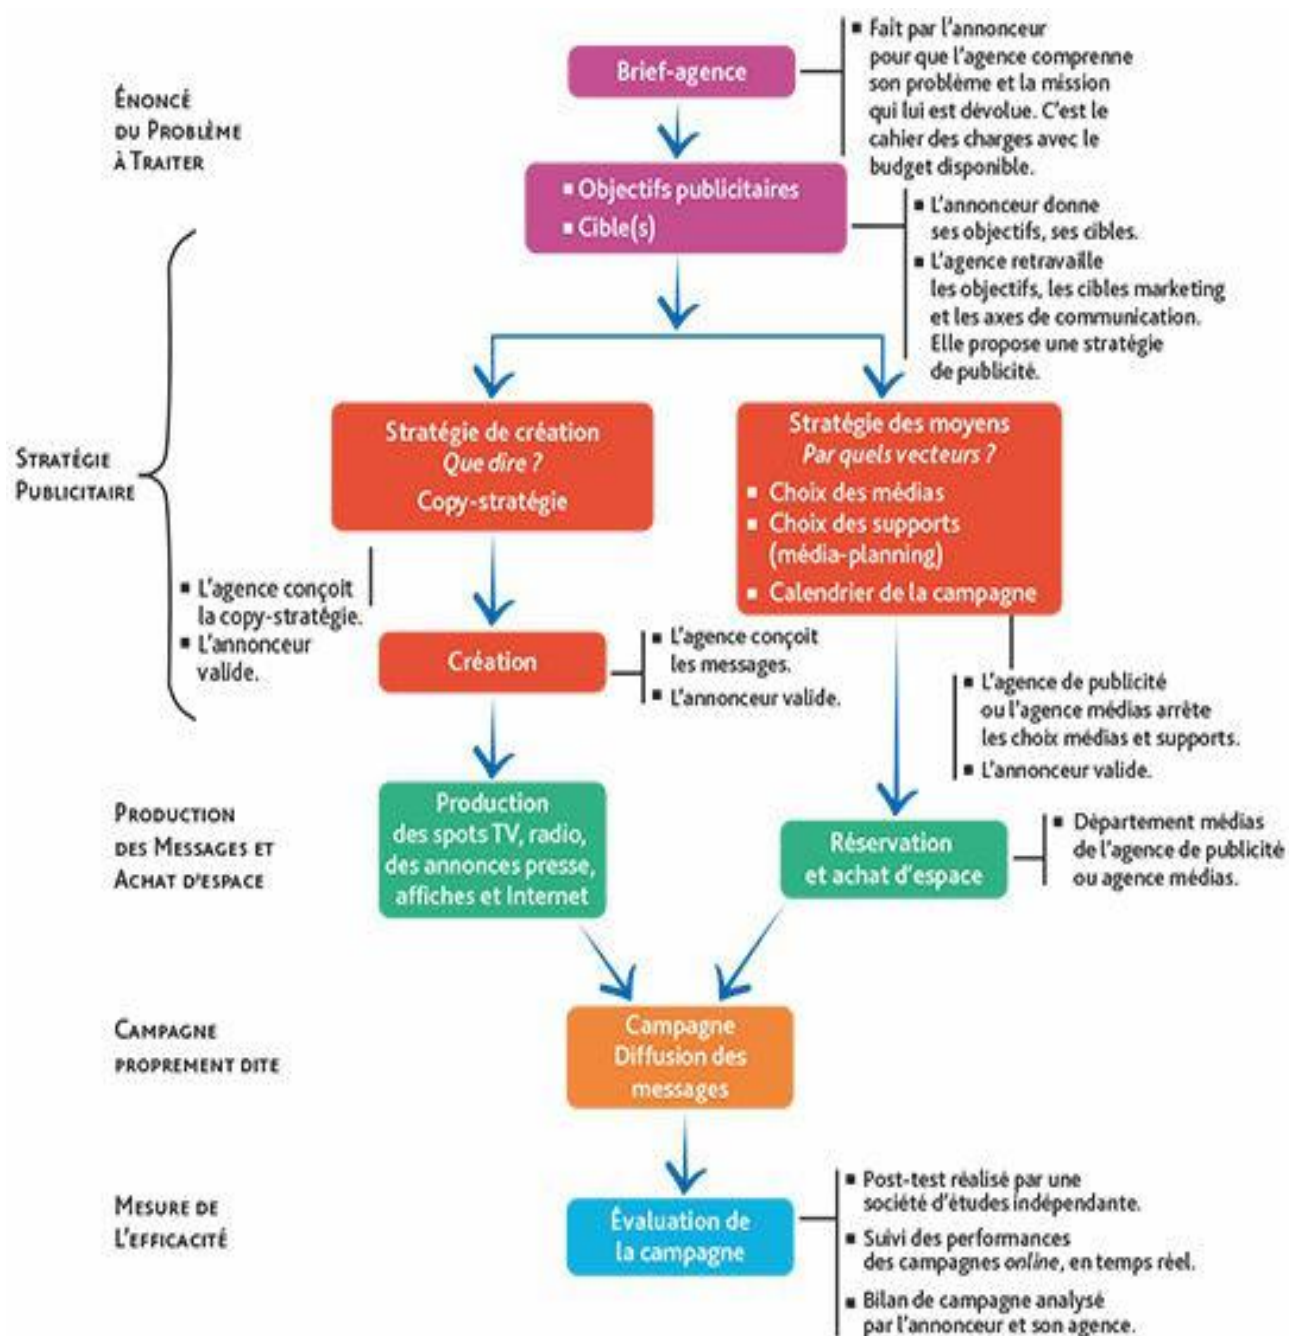 Brief-agence
▪ Fait par l'annonceur
pour que l'agence comprenne
son problème et la mission
qui lui est dévolue. C'est le
cahier des charges avec le
budget disponible.
Énoncé
du Problème
à Traiter
▪ Objectifs publicitaires
▪ Cible(s)
▪ L'annonceur donne
ses objectifs, ses cibles.
▪ L'agence retravaille
les objectifs, les cibles marketing
et les axes de communication.
Elle propose une stratégie
de publicité.
Stratégie
Publicitaire
Stratégie de création
Que dire ?
Copy-stratégie
Stratégie des moyens
Par quels vecteurs ?
▪ Choix des médias
▪ Choix des supports
(média-planning)
▪ Calendrier de la campagne
▪ L'agence conçoit
la copy-stratégie.
▪ L'annonceur
valide.
Création
▪ L'agence conçoit
les messages.
▪ L'annonceur valide.
▪ L'agence de publicité
ou l'agence médias arrête
les choix médias et supports.
▪ L'annonceur valide.
Production
des Messages et
Achat d'espace
Production
des spots TV, radio,
des annonces presse,
affiches et Internet
Réservation
et achat d'espace
▪ Département médias
de l'agence de publicité
ou agence médias.
Campagne
proprement dite
Campagne
Diffusion des
messages
Mesure de
l'efficacité
Évaluation de
la campagne
▪ Post-test réalisé par une
société d'études indépendante.
▪ Suivi des performances
des campagnes online, en temps réel.
▪ Bilan de campagne analysé
par l'annonceur et son agence.